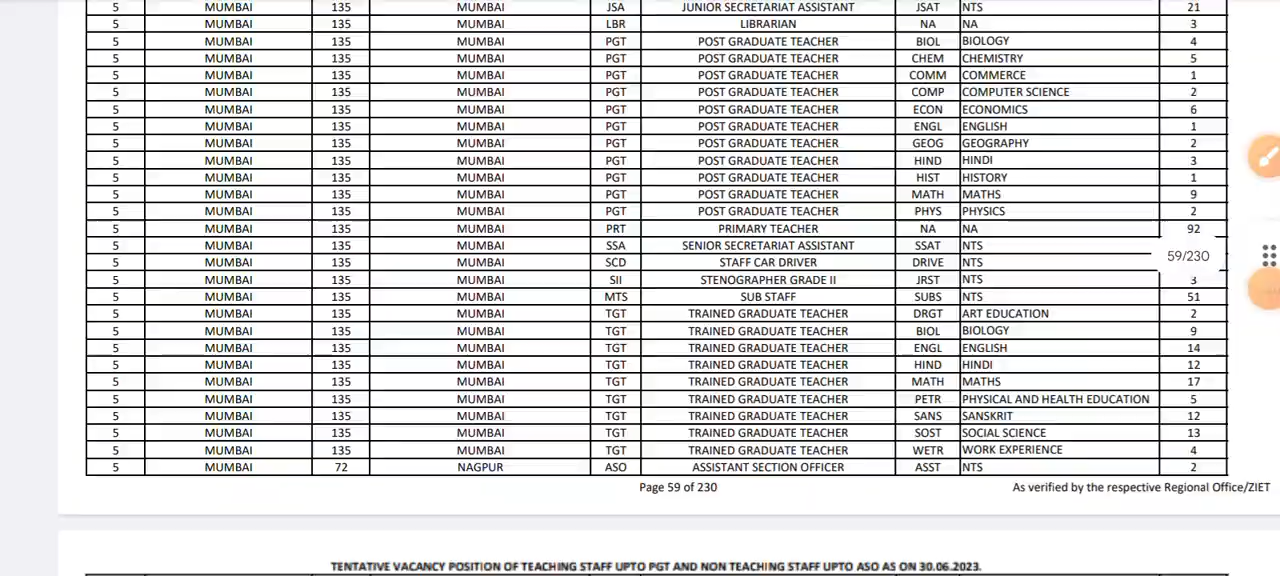 5 MUMBAI 135 MUMBAI JSA JUNIOR SECRETARIAT ASSISTANT JSAT NTS 21
5 MUMBAI 135 MUMBAI LBR LIBRARIAN NA NA 3
5 MUMBAI 135 MUMBAI PGT POST GRADUATE TEACHER BIOL BIOLOGY 4
5 MUMBAI 135 MUMBAI PGT POST GRADUATE TEACHER CHEM CHEMISTRY 5
5 MUMBAI 135 MUMBAI PGT POST GRADUATE TEACHER COMM COMMERCE 1
5 MUMBAI 135 MUMBAI PGT POST GRADUATE TEACHER COMP COMPUTER SCIENCE 2
5 MUMBAI 135 MUMBAI PGT POST GRADUATE TEACHER ECON ECONOMICS 6
5 MUMBAI 135 MUMBAI PGT POST GRADUATE TEACHER ENGL ENGLISH 1
5 MUMBAI 135 MUMBAI PGT POST GRADUATE TEACHER GEOG GEOGRAPHY 2
5 MUMBAI 135 MUMBAI PGT POST GRADUATE TEACHER HIND HINDI 3
5 MUMBAI 135 MUMBAI PGT POST GRADUATE TEACHER HIST HISTORY 1
5 MUMBAI 135 MUMBAI PGT POST GRADUATE TEACHER MATH MATHS 9
5 MUMBAI 135 MUMBAI PGT POST GRADUATE TEACHER PHYS PHYSICS 2
5 MUMBAI 135 MUMBAI PRT PRIMARY TEACHER NA NA 92
5 MUMBAI 135 MUMBAI SSA SENIOR SECRETARIAT ASSISTANT SSAT NTS
59/230
5 MUMBAI 135 MUMBAI SCD STAFF CAR DRIVER DRIVE NTS
5 MUMBAI 135 MUMBAI SII STENOGRAPHER GRADE II JRST NTS 3
5 MUMBAI 135 MUMBAI MTS SUB STAFF SUBS NTS 51
5 MUMBAI 135 MUMBAI TGT TRAINED GRADUATE TEACHER DRGT ART EDUCATION 2
5 MUMBAI 135 MUMBAI TGT TRAINED GRADUATE TEACHER BIOL BIOLOGY 9
5 MUMBAI 135 MUMBAI TGT TRAINED GRADUATE TEACHER ENGL ENGLISH 14
5 MUMBAI 135 MUMBAI TGT TRAINED GRADUATE TEACHER HIND HINDI 12
5 MUMBAI 135 MUMBAI TGT TRAINED GRADUATE TEACHER MATH MATHS 17
5 MUMBAI 135 MUMBAI TGT TRAINED GRADUATE TEACHER PETR PHYSICAL AND HEALTH EDUCATION 5
5 MUMBAI 135 MUMBAI TGT TRAINED GRADUATE TEACHER SANS SANSKRIT 12
5 MUMBAI 135 MUMBAI TGT TRAINED GRADUATE TEACHER SOST SOCIAL SCIENCE 13
5 MUMBAI 135 MUMBAI TGT TRAINED GRADUATE TEACHER WETR WORK EXPERIENCE 4
5 MUMBAI 72 NAGPUR ASO ASSISTANT SECTION OFFICER ASST NTS 2
Page 59 of 230 As verified by the respective Regional Office/ZIET
TENTATIVE VACANCY POSITION OF TEACHING STAFF UPTO PGT AND NON TEACHING STAFF UPTO ASO AS ON 30.06.2023.